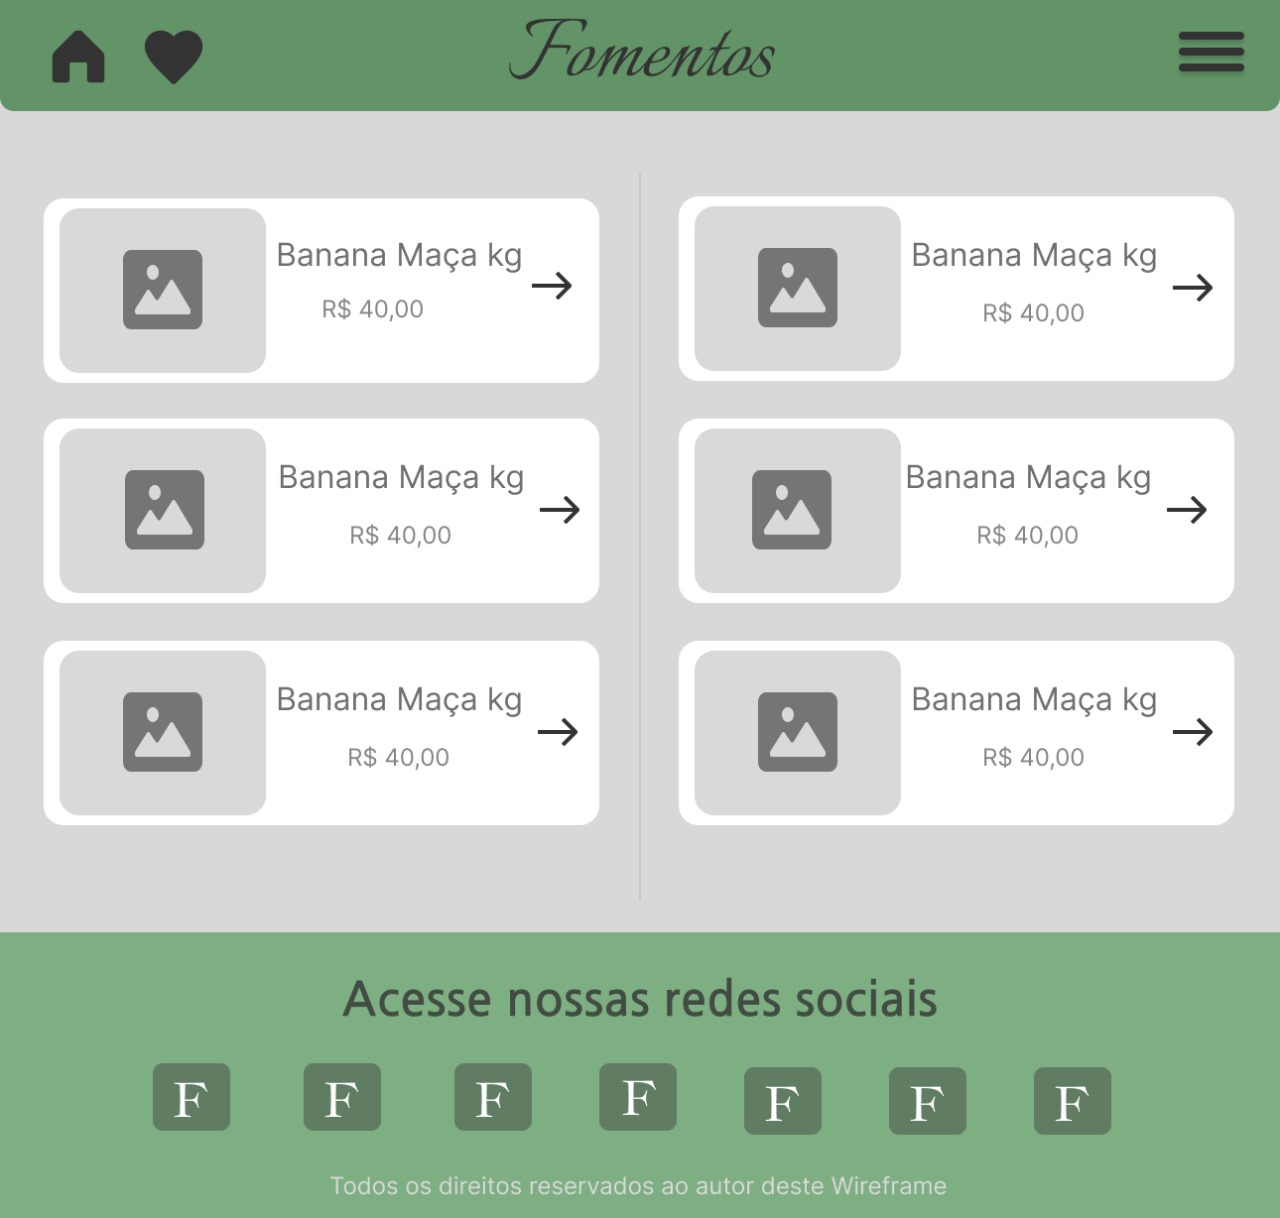 Fomentos
Banana Maça kg
R$ 40,00
Banana Maça kg
R$ 40,00
Banana Maça kg
R$ 40,00
Banana Maça kg
R$ 40,00
Banana Maça kg
R$ 40,00
Banana Maça kg
R$ 40,00
Acesse nossas redes sociais
F F F F F F F
Todos os direitos reservados ao autor deste Wireframe